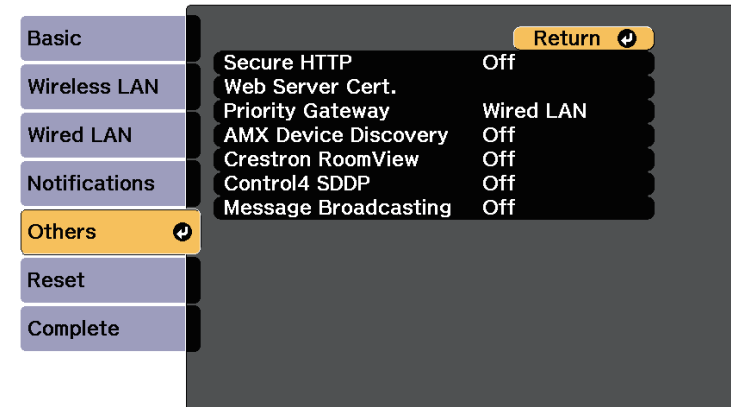 Basic
Wireless LAN
Wired LAN
Notifications
Others
Reset
Complete
Return
Secure HTTP Off
Web Server Cert.
Priority Gateway Wired LAN
AMX Device Discovery Off
Crestron RoomView Off
Control4 SDDP Off
Message Broadcasting Off